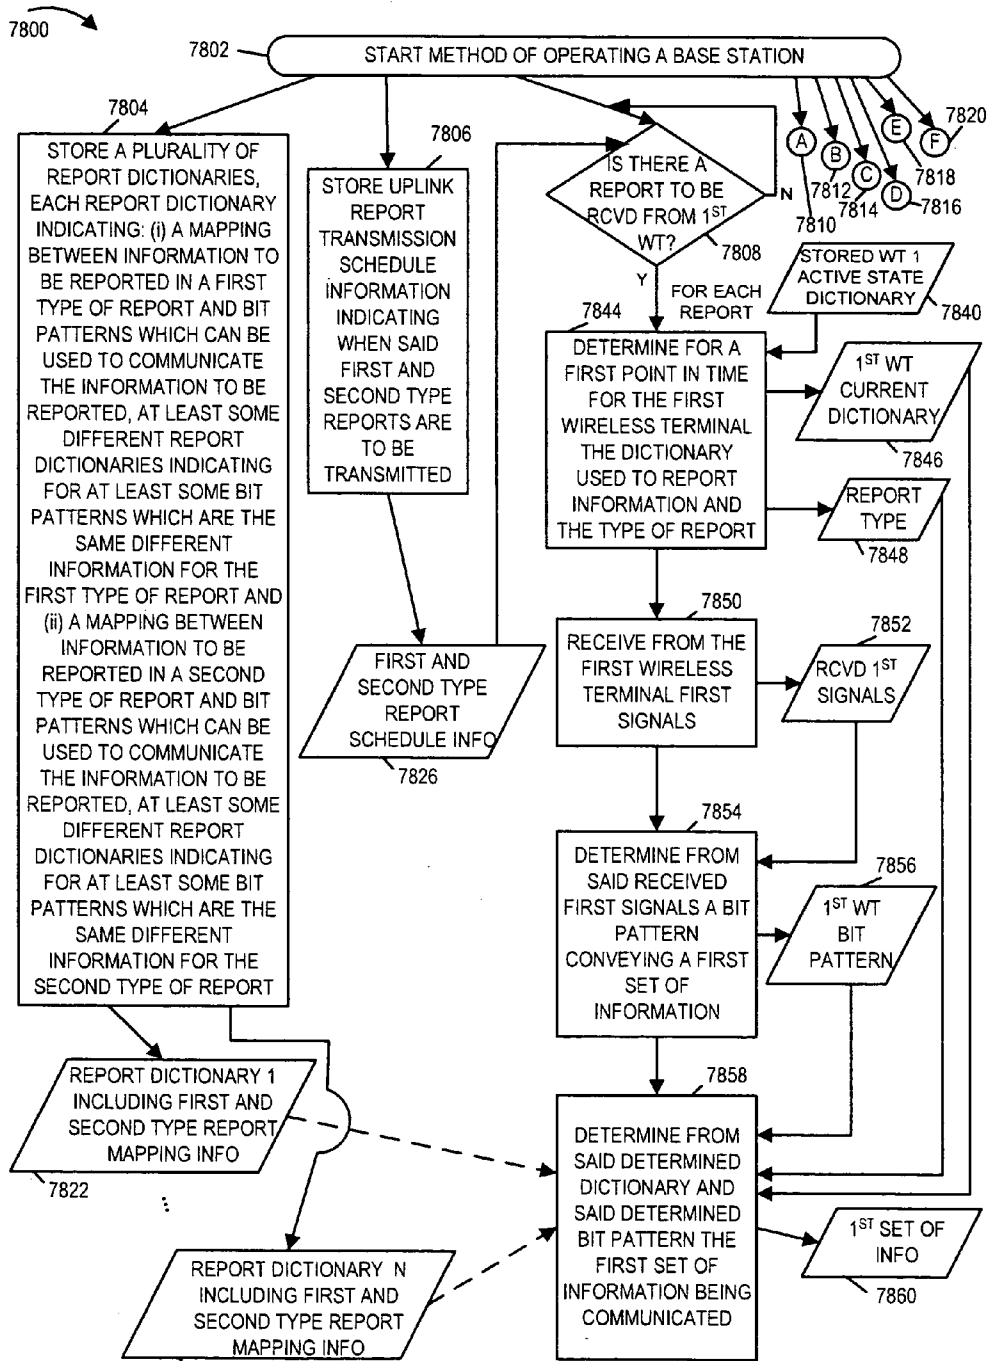 7800
7802
START METHOD OF OPERATING A BASE STATION
7804
STORE A PLURALITY OF
REPORT DICTIONARIES,
EACH REPORT DICTIONARY
INDICATING: (i) A MAPPING
BETWEEN INFORMATION TO
BE REPORTED IN A FIRST
TYPE OF REPORT AND BIT
PATTERNS WHICH CAN BE
USED TO COMMUNICATE
THE INFORMATION TO BE
REPORTED, AT LEAST SOME
DIFFERENT REPORT
DICTIONARIES INDICATING
FOR AT LEAST SOME BIT
PATTERNS WHICH ARE THE
SAME DIFFERENT
INFORMATION FOR THE
FIRST TYPE OF REPORT AND
(ii) A MAPPING BETWEEN
INFORMATION TO BE
REPORTED IN A SECOND
TYPE OF REPORT AND BIT
PATTERNS WHICH CAN BE
USED TO COMMUNICATE
THE INFORMATION TO BE
REPORTED, AT LEAST SOME
DIFFERENT REPORT
DICTIONARIES INDICATING
FOR AT LEAST SOME BIT
PATTERNS WHICH ARE THE
SAME DIFFERENT
INFORMATION FOR THE
SECOND TYPE OF REPORT
7806
STORE UPLINK
REPORT
TRANSMISSION
SCHEDULE
INFORMATION
INDICATING
WHEN SAID
FIRST AND
SECOND TYPE
REPORTS ARE
TO BE
TRANSMITTED
FIRST AND
SECOND TYPE
REPORT
SCHEDULE INFO
7826
IS THERE A
REPORT TO BE
RCVD FROM 1ST
WT?
N
7808
Y
FOR EACH
REPORT
A
7810
B
7812
C
7814
D
7816
E
7818
F
7820
STORED WT 1
ACTIVE STATE
DICTIONARY
7840
7844
DETERMINE FOR A
FIRST POINT IN TIME
FOR THE FIRST
WIRELESS TERMINAL
THE DICTIONARY
USED TO REPORT
INFORMATION AND
THE TYPE OF REPORT
1ST WT
CURRENT
DICTIONARY
7846
REPORT
TYPE
7848
7850
RECEIVE FROM THE
FIRST WIRELESS
TERMINAL FIRST
SIGNALS
7852
RCVD 1ST
SIGNALS
7854
DETERMINE FROM
SAID RECEIVED
FIRST SIGNALS A BIT
PATTERN
CONVEYING A FIRST
SET OF
INFORMATION
7856
1ST WT
BIT
PATTERN
7858
DETERMINE FROM
SAID DETERMINED
DICTIONARY AND
SAID DETERMINED
BIT PATTERN THE
FIRST SET OF
INFORMATION BEING
COMMUNICATED
1ST SET OF
INFO
7860
REPORT DICTIONARY 1
INCLUDING FIRST AND
SECOND TYPE REPORT
MAPPING INFO
7822
⋮
REPORT DICTIONARY N
INCLUDING FIRST AND
SECOND TYPE REPORT
MAPPING INFO